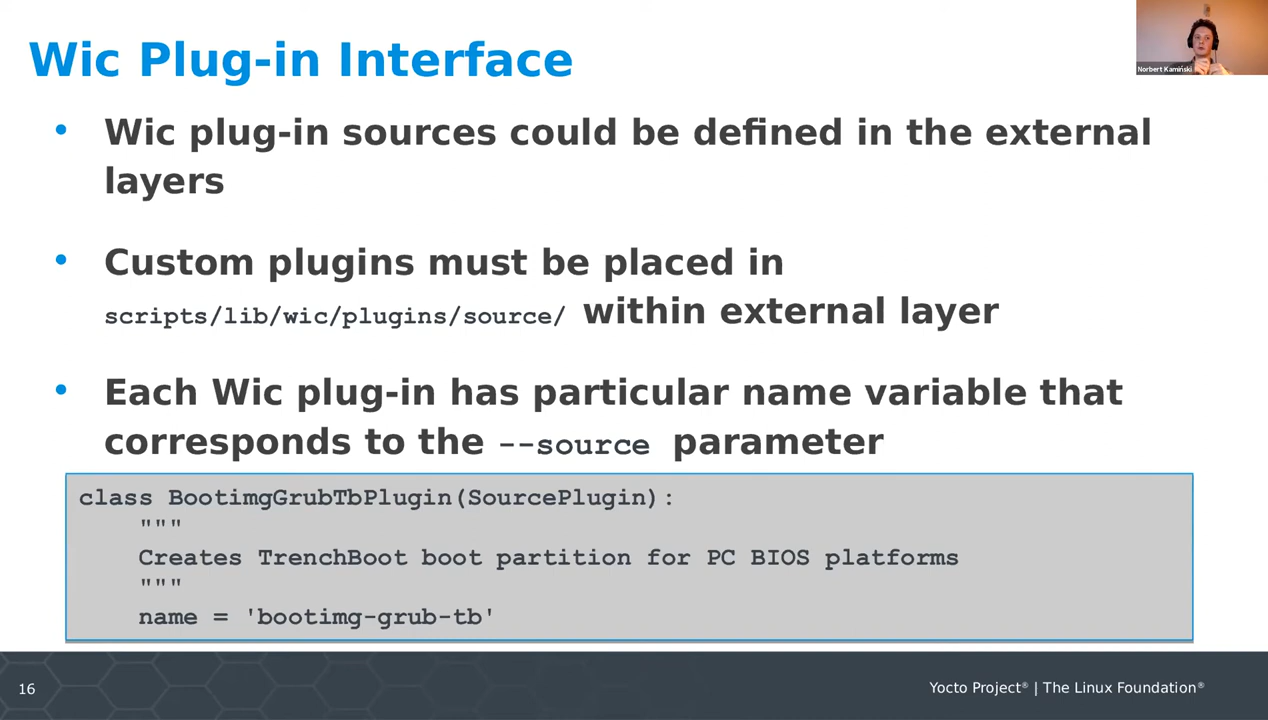 Wic Plug-in Interface
Norbert Kamiński
• Wic plug-in sources could be defined in the external
layers
• Custom plugins must be placed in
scripts/lib/wic/plugins/source/ within external layer
• Each Wic plug-in has particular name variable that
corresponds to the --source parameter
class BootimgGrubTbPlugin(SourcePlugin):
"""
Creates TrenchBoot boot partition for PC BIOS platforms
"""
name = 'bootimg-grub-tb'
16
Yocto Project® | The Linux Foundation®